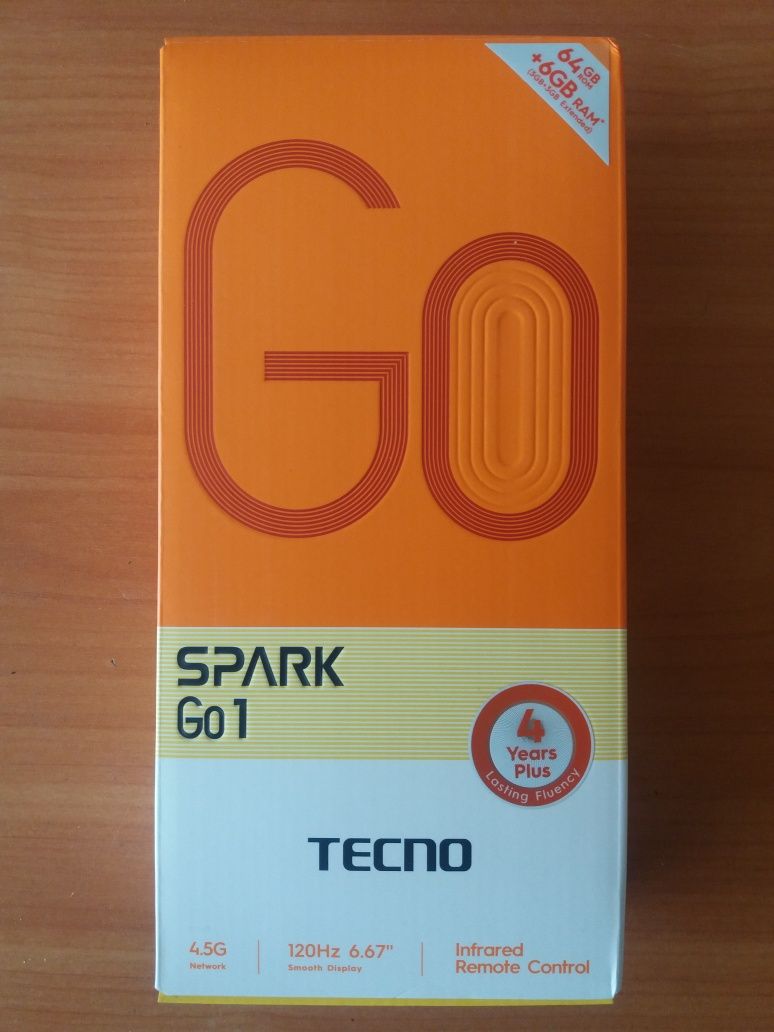 64GB
ROM
+6GB RAM*
(3GB+3GB Extended)
Go
SPARK
Go 1
4
Years
Plus
Lasting Fluency
TECNO
4.5G
Network
120Hz 6.67"
Smooth Display
Infrared
Remote Control